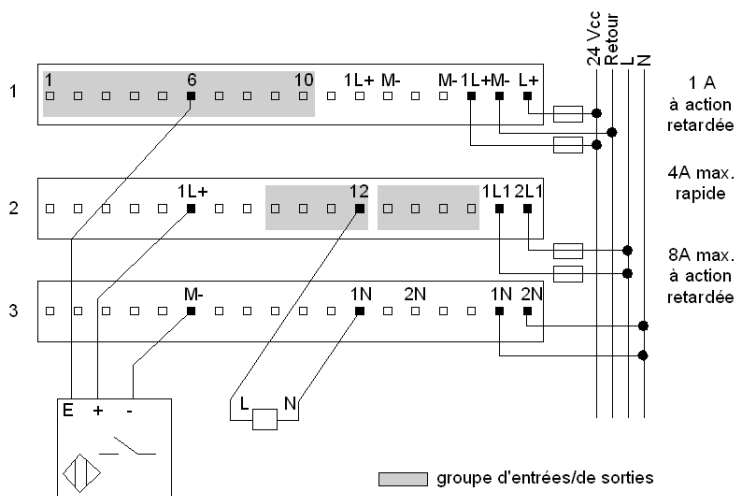 24 Vcc
Retour
L
N
1 6 10 1L+ M- M- 1L+ M- L+
1
1 A
à action
retardée
1L+ 12 1L1 2L1
2
4A max.
rapide
M- 1N 2N 1N 2N
3
8A max.
à action
retardée
E + -
L N
groupe d'entrées/de sorties